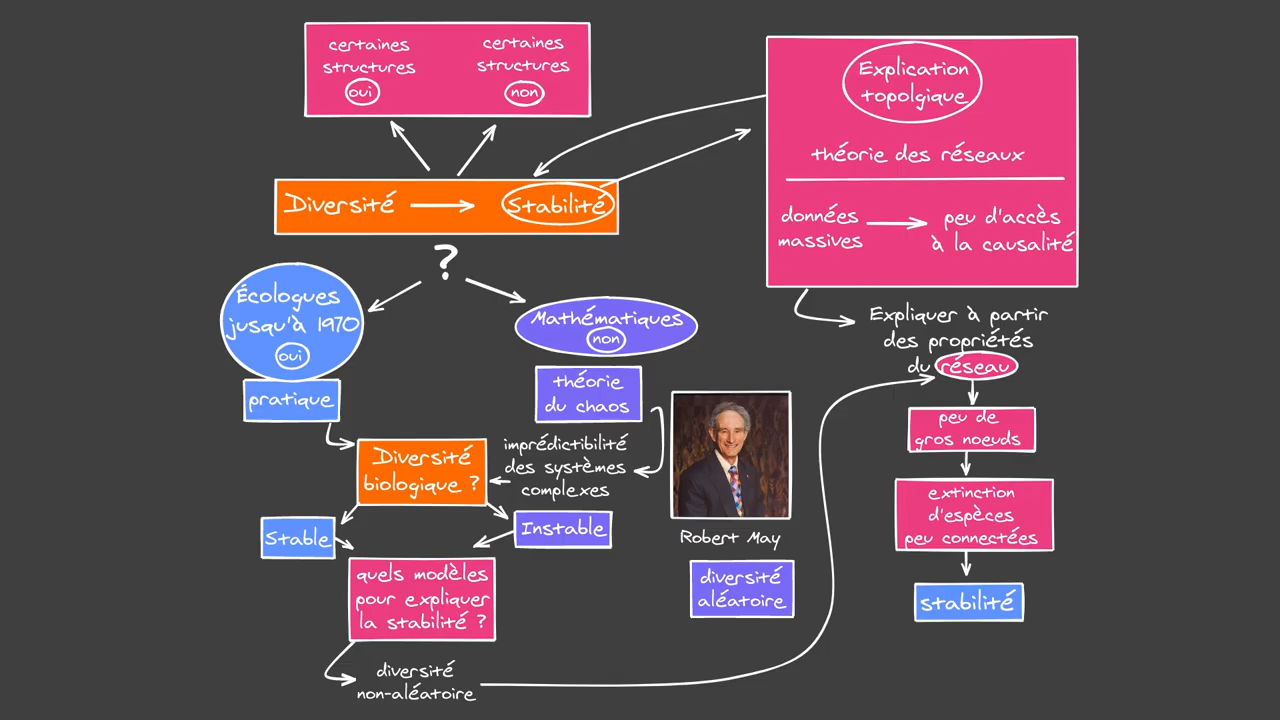 certaines
structures
oui
certaines
structures
non
Diversité
Stabilité
?
Écologues
jusqu'à 1970
oui
pratique
Mathématiques
non
théorie
du chaos
imprédictibilité
des systèmes
complexes
Diversité
biologique ?
Stable
Instable
quels modèles
pour expliquer
la stabilité ?
diversité
non-aléatoire
Robert May
diversité
aléatoire
Explication
topolgique
théorie des réseaux
données
massives
peu d'accès
à la causalité
Expliquer à partir
des propriétés
du réseau
peu de
gros noeuds
extinction
d'espèces
peu connectées
stabilité